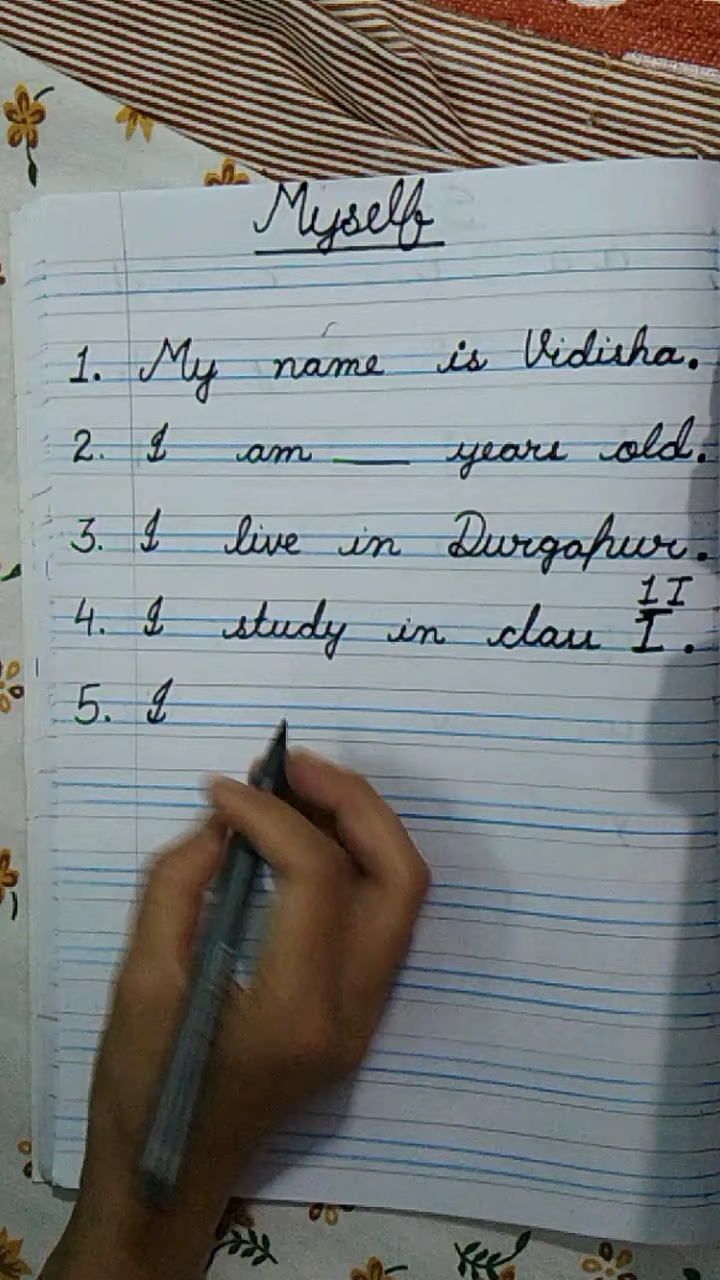 Myself
1. My name is Vidisha.
2. I am ___ years old.
3. I live in Durgapur.
II
4. I study in class I.
5. I